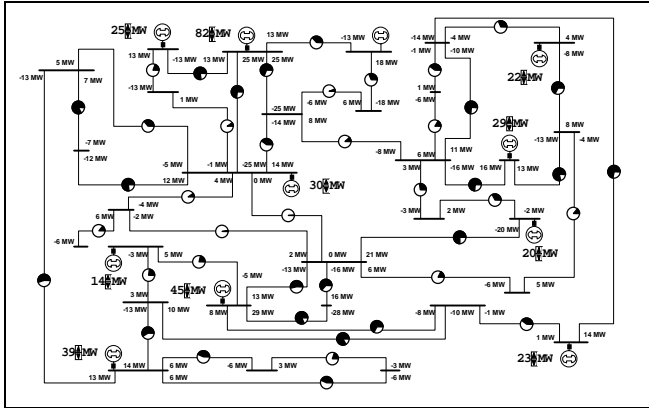 25 MW
82 MW
13 MW
-13 MW
-14 MW
-4 MW
4 MW
5 MW
13 MW
-13 MW
13 MW
25 MW
25 MW
18 MW
-1 MW
-10 MW
-8 MW
-13 MW
7 MW
22 MW
-13 MW
1 MW
-25 MW
-6 MW
6 MW
-18 MW
1 MW
-6 MW
-14 MW
8 MW
29 MW
8 MW
-7 MW
-13 MW
-4 MW
-12 MW
-8 MW
6 MW
11 MW
-5 MW
-1 MW
-25 MW
14 MW
3 MW
-16 MW
16 MW
13 MW
12 MW
4 MW
0 MW
30 MW
-4 MW
6 MW
-2 MW
-3 MW
2 MW
-2 MW
-20 MW
-6 MW
-3 MW
5 MW
2 MW
0 MW
21 MW
20 MW
-13 MW
-16 MW
6 MW
14 MW
-5 MW
-6 MW
5 MW
45 MW
3 MW
13 MW
16 MW
-13 MW
10 MW
8 MW
29 MW
-28 MW
-8 MW
-10 MW
-1 MW
1 MW
14 MW
39 MW
14 MW
6 MW
-6 MW
3 MW
-3 MW
23 MW
13 MW
6 MW
-6 MW